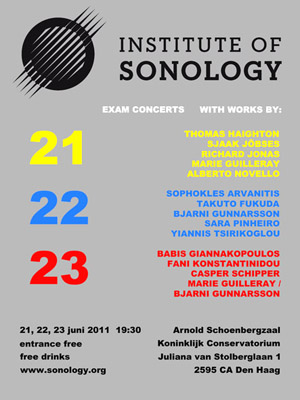 INSTITUTE OF
SONOLOGY
EXAM CONCERTS WITH WORKS BY:
21
THOMAS HAIGHTON
SJAAK JÖBSES
RICHARD JONAS
MARIE GUILLERAY
ALBERTO NOVELLO
22
SOPHOKLES ARVANITIS
TAKUTO FUKUDA
BJARNI GUNNARSSON
SARA PINHEIRO
YIANNIS TSIRIKOGLOU
23
BABIS GIANNAKOPOULOS
FANI KONSTANTINIDOU
CASPER SCHIPPER
MARIE GUILLERAY /
BJARNI GUNNARSSON
21, 22, 23 juni 2011 19:30
entrance free
free drinks
www.sonology.org
Arnold Schoenbergzaal
Koninklijk Conservatorium
Juliana van Stolberglaan 1
2595 CA Den Haag